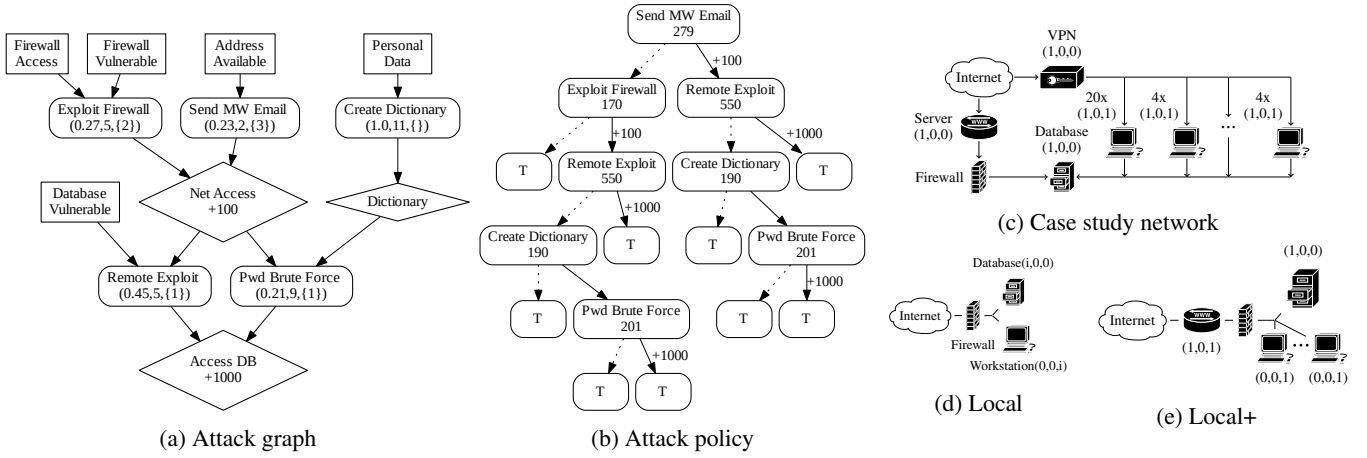 Firewall
Access
Firewall
Vulnerable
Address
Available
Personal
Data
Exploit Firewall
(0.27,5,{2})
Send MW Email
(0.23,2,{3})
Create Dictionary
(1.0,11,{})
Database
Vulnerable
Net Access
+100
Dictionary
Remote Exploit
(0.45,5,{1})
Pwd Brute Force
(0.21,9,{1})
Access DB
+1000
(a) Attack graph
Send MW Email
279
+100
Exploit Firewall
170
Remote Exploit
550
+100
+1000
T
Remote Exploit
550
Create Dictionary
190
T
+1000
Create Dictionary
190
T
T
Pwd Brute Force
201
+1000
T
Pwd Brute Force
201
T
T
+1000
T
T
(b) Attack policy
VPN
(1,0,0)
Internet
20x
(1,0,1)
4x
(1,0,1)
4x
(1,0,1)
Server
(1,0,0)
WWW
Database
(1,0,0)
...
?
?
?
Firewall
(c) Case study network
Database(i,0,0)
Internet
Firewall
?
Workstation(0,0,i)
(d) Local
(1,0,0)
Internet
WWW
(1,0,1)
...
?
?
(0,0,1)
(0,0,1)
(e) Local+